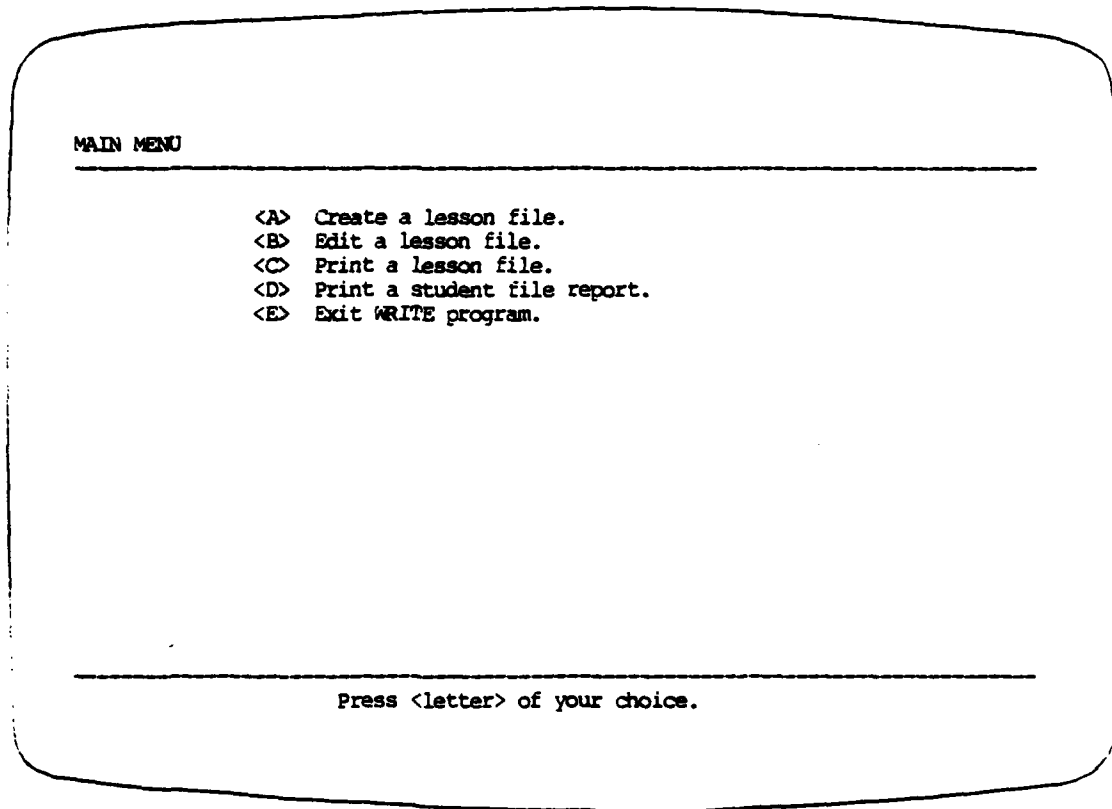 MAIN MENU
<A> Create a lesson file.
<B> Edit a lesson file.
<C> Print a lesson file.
<D> Print a student file report.
<E> Exit WRITE program.
Press <letter> of your choice.